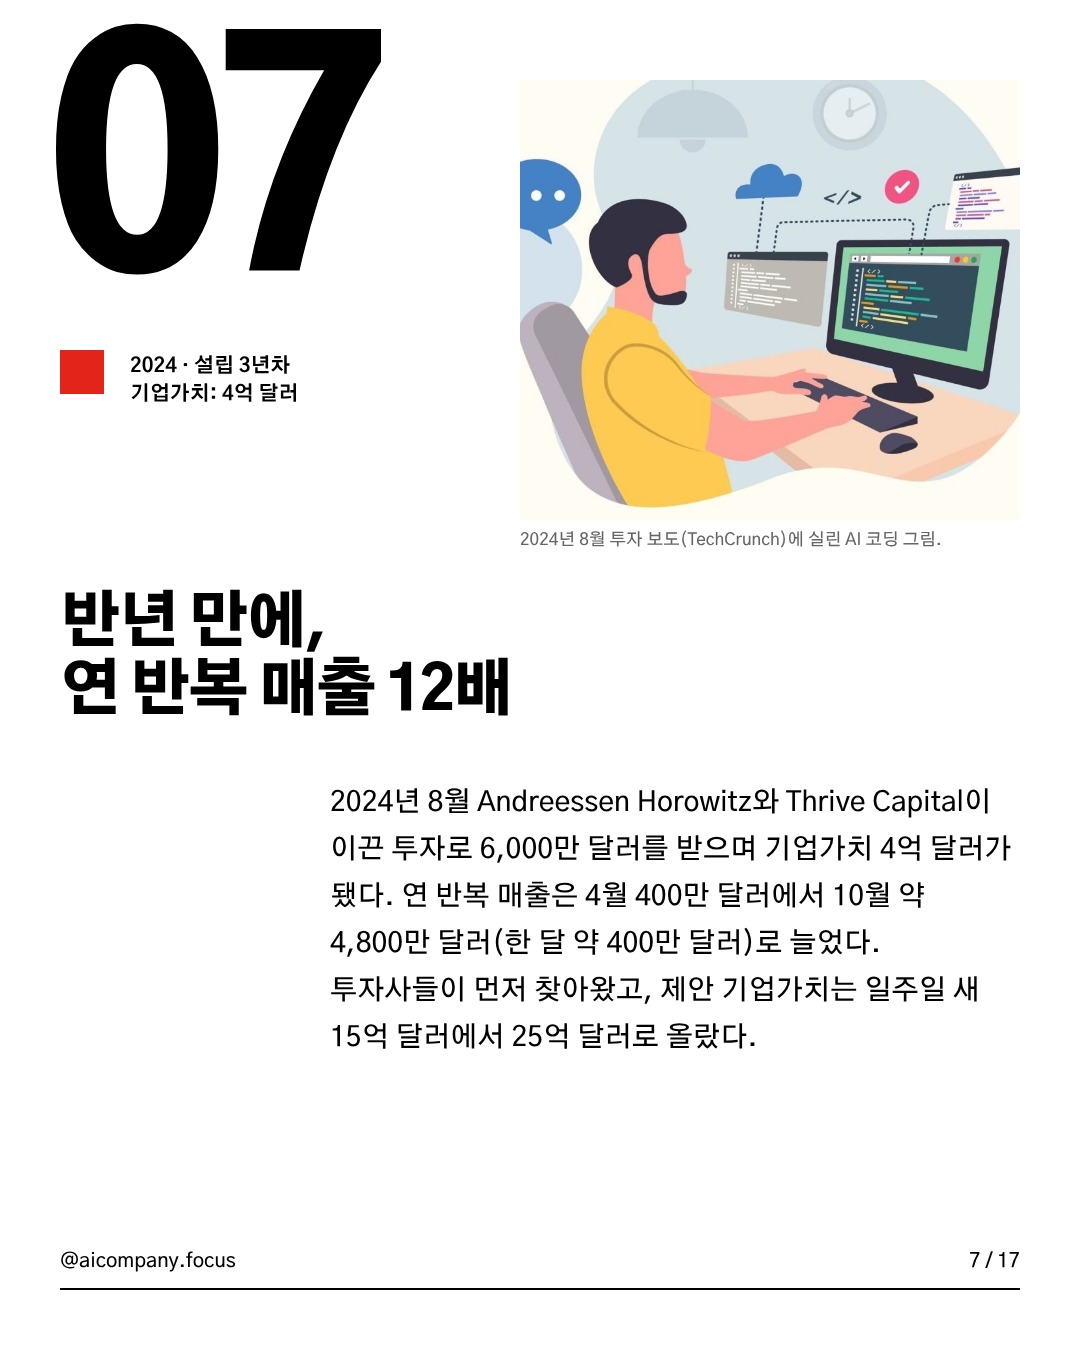 07
2024 · 설립 3년차
기업가치: 4억 달러
</>
2024년 8월 투자 보도(TechCrunch)에 실린 AI 코딩 그림.
반년 만에,
연 반복 매출 12배
2024년 8월 Andreessen Horowitz와 Thrive Capital이
이끈 투자로 6,000만 달러를 받으며 기업가치 4억 달러가
됐다. 연 반복 매출은 4월 400만 달러에서 10월 약
4,800만 달러(한 달 약 400만 달러)로 늘었다.
투자사들이 먼저 찾아왔고, 제안 기업가치는 일주일 새
15억 달러에서 25억 달러로 올랐다.
@aicompany.focus
7 / 17